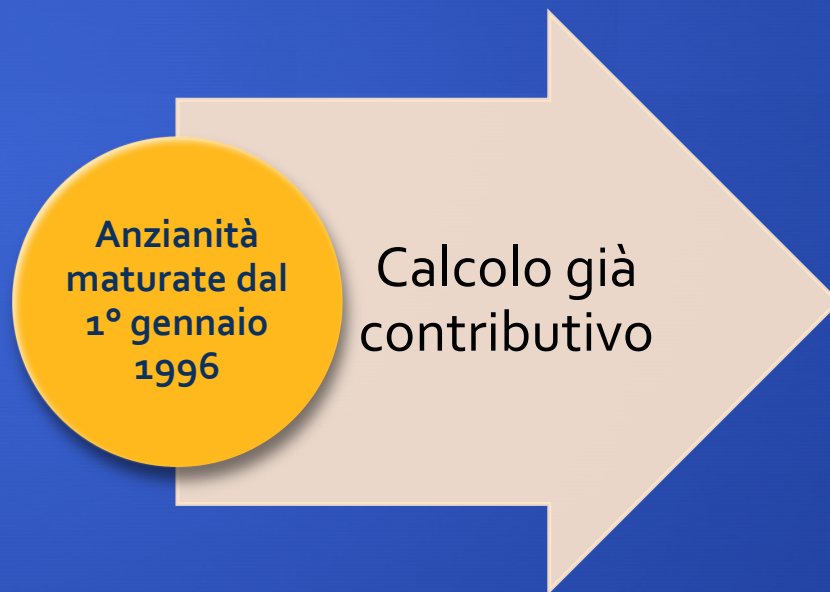 Anzianità
maturate dal
1° gennaio
1996
Calcolo già
contributivo